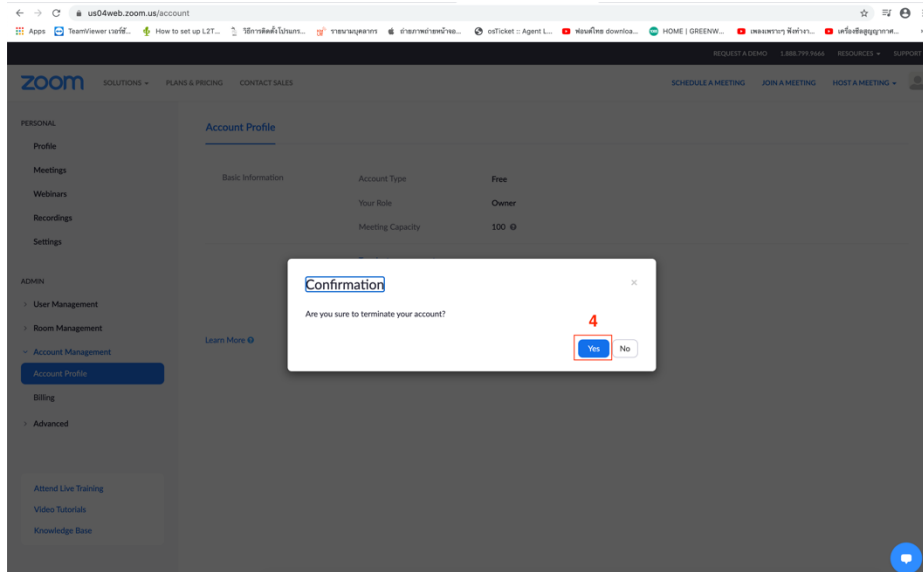 us04web.zoom.us/account
Apps TeamViewer เวอร์ชั่... How to set up L2T... วิธีการติดตั้งโปรแกร... รายนามบุคลากร ถ่ายภาพถ่ายหน้าจอ... osTicket :: Agent L... ฟอนต์ไทย downloa... HOME | GREENW... เพลงเพราะๆ ฟังทำงา... เครื่องซีลสูญญากาศ...
REQUEST A DEMO 1.888.799.9666 RESOURCES SUPPORT
zoom SOLUTIONS PLANS & PRICING CONTACT SALES SCHEDULE A MEETING JOIN A MEETING HOST A MEETING
PERSONAL
Profile
Meetings
Webinars
Recordings
Settings
ADMIN
User Management
Room Management
Account Management
Account Profile
Billing
Advanced
Attend Live Training
Video Tutorials
Knowledge Base
Account Profile
Basic Information
Account Type Free
Your Role Owner
Meeting Capacity 100
Learn More
Confirmation
Are you sure to terminate your account?
4
Yes No